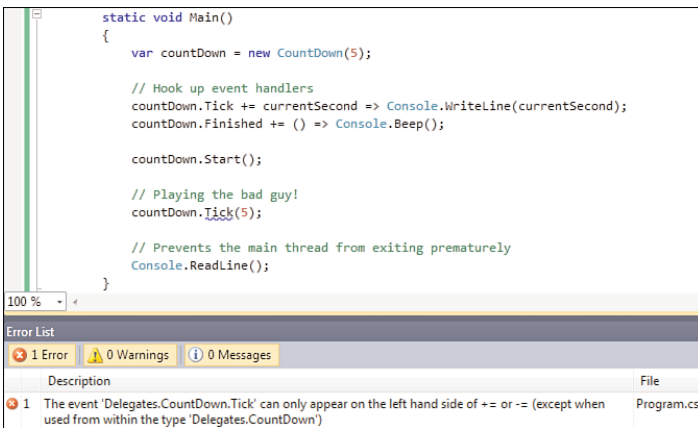 static void Main()
{
var countDown = new CountDown(5);
// Hook up event handlers
countDown.Tick += currentSecond => Console.WriteLine(currentSecond);
countDown.Finished += () => Console.Beep();
countDown.Start();
// Playing the bad guy!
countDown.Tick(5);
// Prevents the main thread from exiting prematurely
Console.ReadLine();
}
100 %
Error List
1 Error 0 Warnings 0 Messages
Description File
1 The event 'Delegates.CountDown.Tick' can only appear on the left hand side of += or -= (except when Program.cs
used from within the type 'Delegates.CountDown')